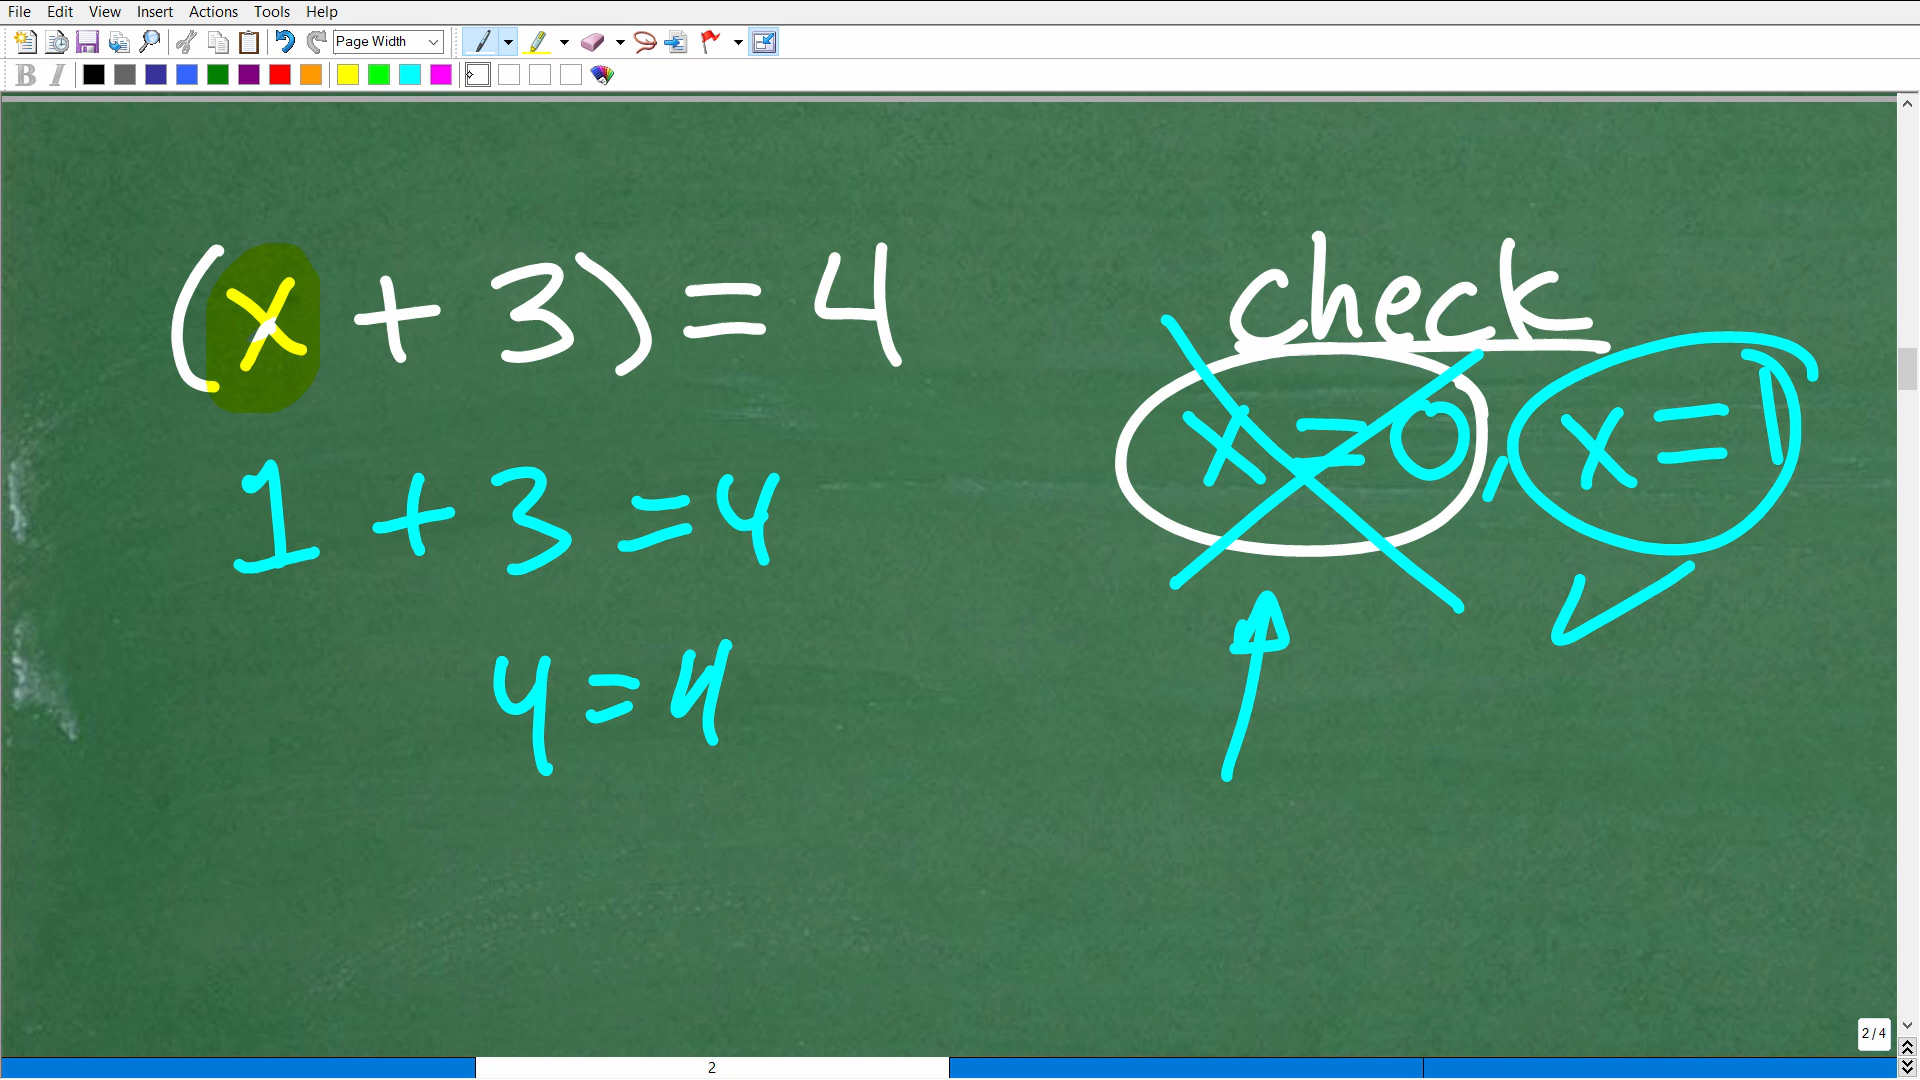 File Edit View Insert Actions Tools Help
Page Width
B I
(x + 3) = 4
check
x = 0, x = 1
1 + 3 = 4
4 = 4
2 / 4
2